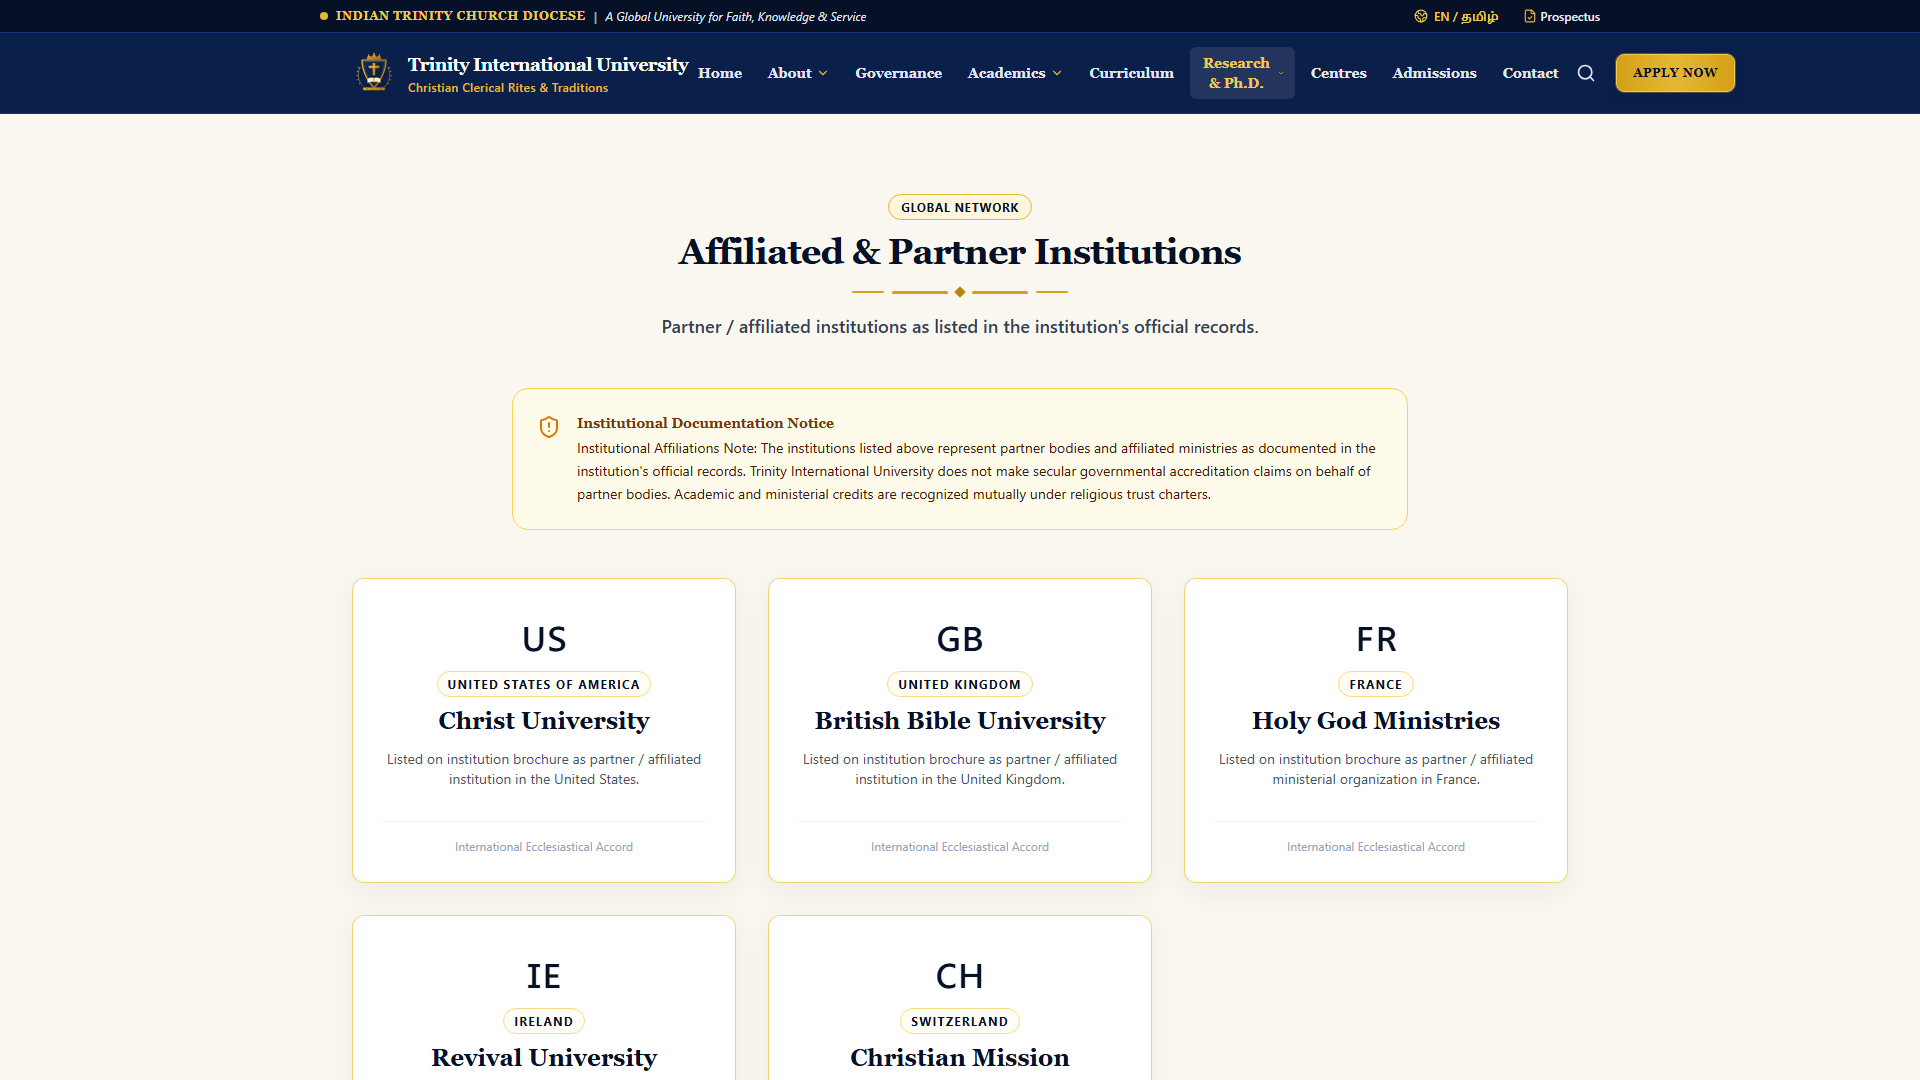 INDIAN TRINITY CHURCH DIOCESE | A Global University for Faith, Knowledge & Service
EN / தமிழ்
Prospectus
Trinity International University
Christian Clerical Rites & Traditions
Home
About
Governance
Academics
Curriculum
Research
& Ph.D.
Centres
Admissions
Contact
APPLY NOW
GLOBAL NETWORK
Affiliated & Partner Institutions
Partner / affiliated institutions as listed in the institution's official records.
Institutional Documentation Notice
Institutional Affiliations Note: The institutions listed above represent partner bodies and affiliated ministries as documented in the
institution's official records. Trinity International University does not make secular governmental accreditation claims on behalf of
partner bodies. Academic and ministerial credits are recognized mutually under religious trust charters.
US
UNITED STATES OF AMERICA
Christ University
Listed on institution brochure as partner / affiliated
institution in the United States.
International Ecclesiastical Accord
GB
UNITED KINGDOM
British Bible University
Listed on institution brochure as partner / affiliated
institution in the United Kingdom.
International Ecclesiastical Accord
FR
FRANCE
Holy God Ministries
Listed on institution brochure as partner / affiliated
ministerial organization in France.
International Ecclesiastical Accord
IE
IRELAND
Revival University
CH
SWITZERLAND
Christian Mission